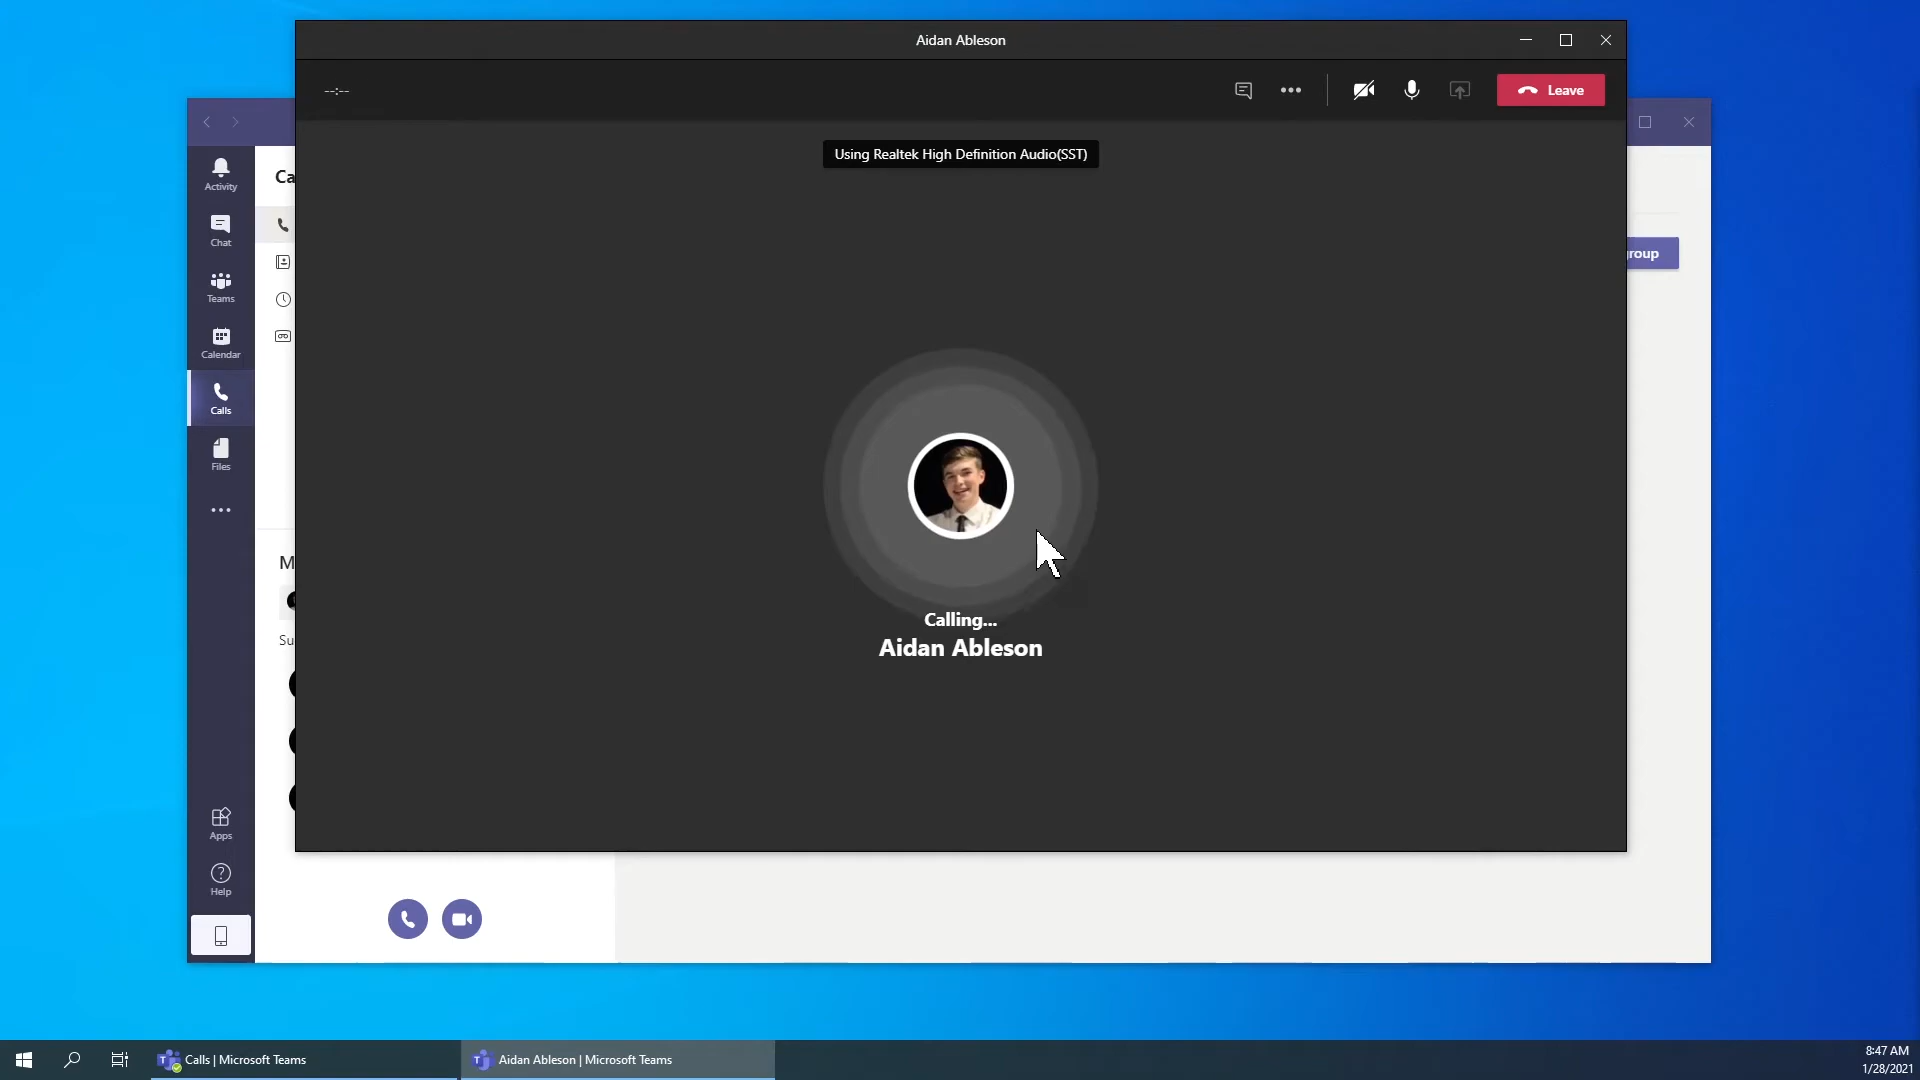 Aidan Ableson
--:--
Leave
Using Realtek High Definition Audio(SST)
Activity
Chat
Teams
Calendar
Calls
Files
Apps
Help
Ca
M
Su
group
Calling...
Aidan Ableson
Calls | Microsoft Teams
Aidan Ableson | Microsoft Teams
8:47 AM
1/28/2021